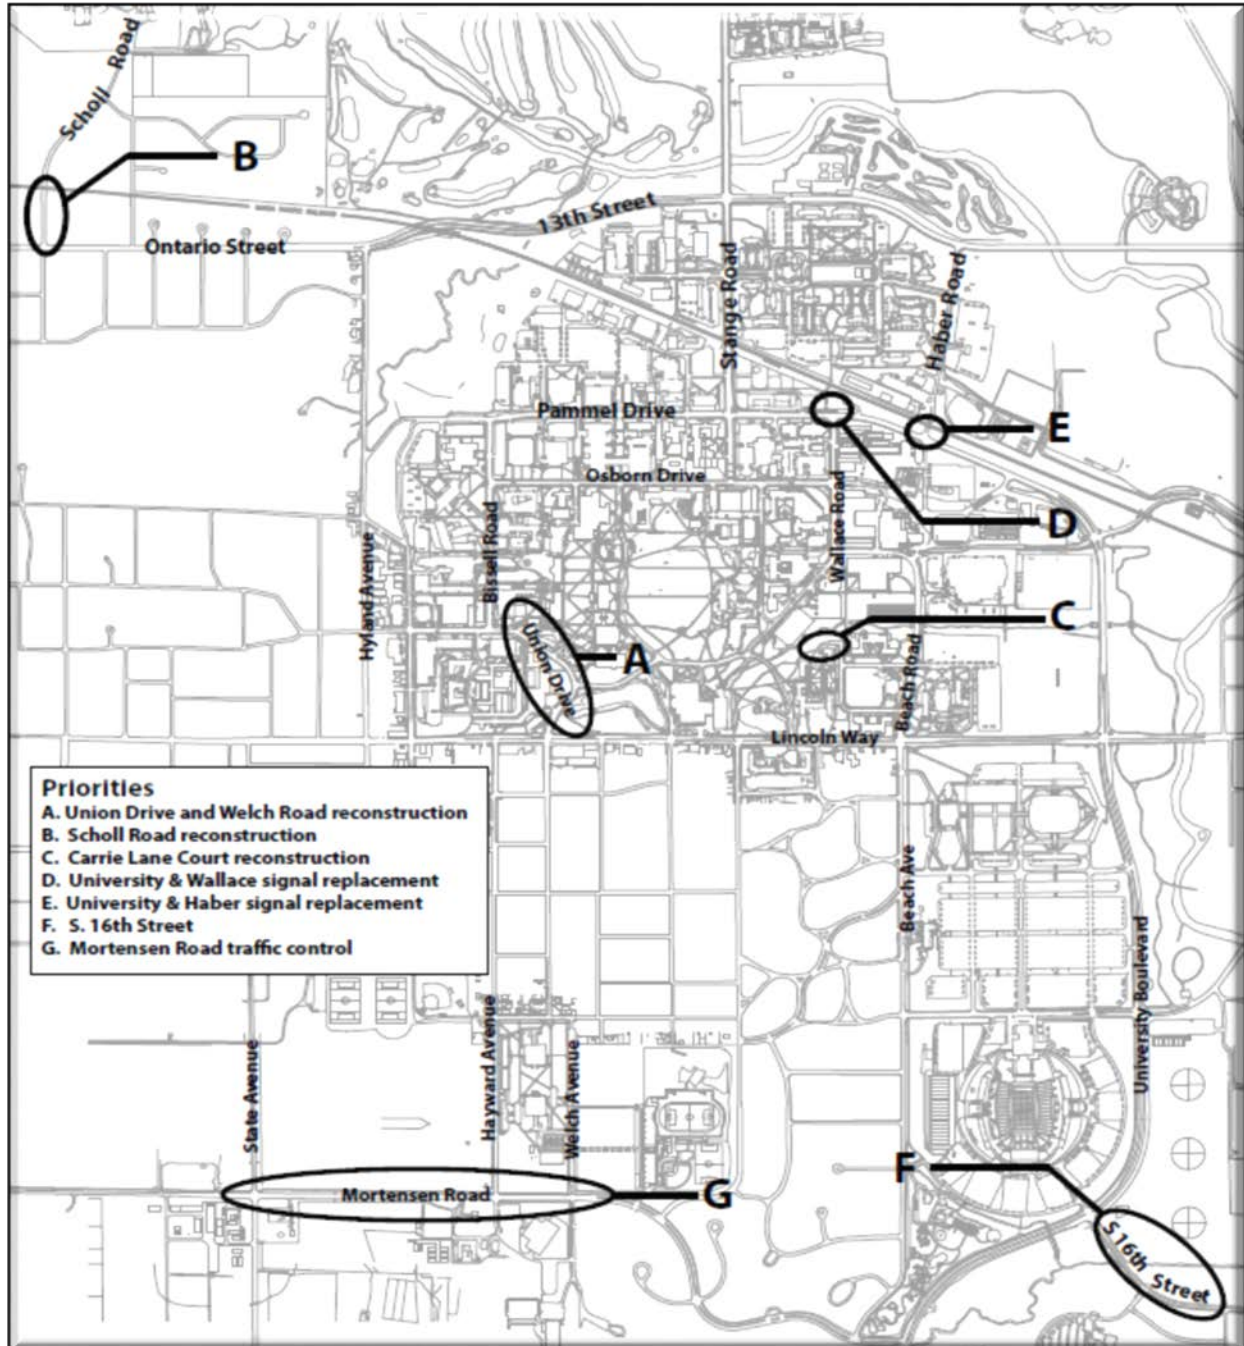 Scholl Road
B
13th Street
Ontario Street
Stange Road
Haber Road
Pammel Drive
E
Osborn Drive
D
Wallace Road
Bissell Road
Hyland Avenue
C
Union Drive
A
Beach Road
Lincoln Way
Priorities
A. Union Drive and Welch Road reconstruction
B. Scholl Road reconstruction
C. Carrie Lane Court reconstruction
D. University & Wallace signal replacement
E. University & Haber signal replacement
F. S. 16th Street
G. Mortensen Road traffic control
Beach Ave
University Boulevard
State Avenue
Hayward Avenue
Welch Avenue
F
Mortensen Road
G
S 16th Street